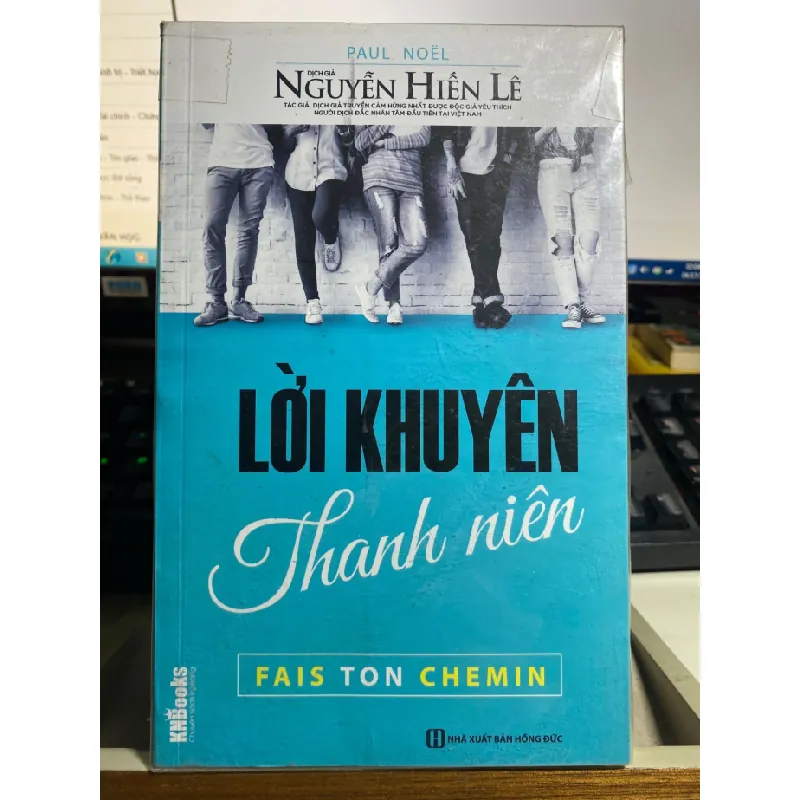 PAUL NOËL
DỊCH GIẢ
NGUYỄN HIẾN LÊ
TÁC GIẢ, DỊCH GIẢ TRUYỀN CẢM HỨNG NHẤT ĐƯỢC ĐỘC GIẢ YÊU THÍCH
NGƯỜI DỊCH ĐẮC NHÂN TÂM ĐẦU TIÊN TẠI VIỆT NAM
LỜI KHUYÊN
Thanh niên
FAIS TON CHEMIN
KNBooks
NHÀ XUẤT BẢN HỒNG ĐỨC